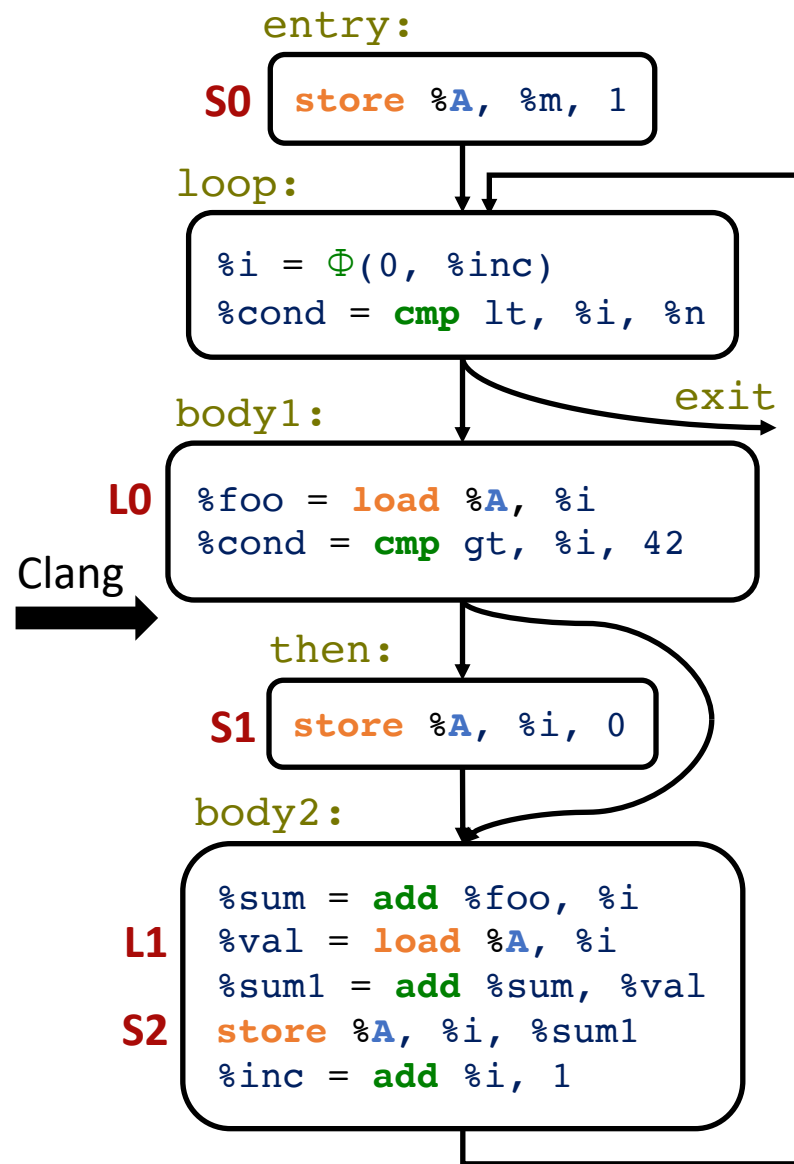 entry:
S0 store %A, %m, 1
loop:
%i = Φ(0, %inc)
%cond = cmp lt, %i, %n
exit
body1:
L0 %foo = load %A, %i
%cond = cmp gt, %i, 42
Clang
then:
S1 store %A, %i, 0
body2:
%sum = add %foo, %i
L1 %val = load %A, %i
%sum1 = add %sum, %val
S2 store %A, %i, %sum1
%inc = add %i, 1